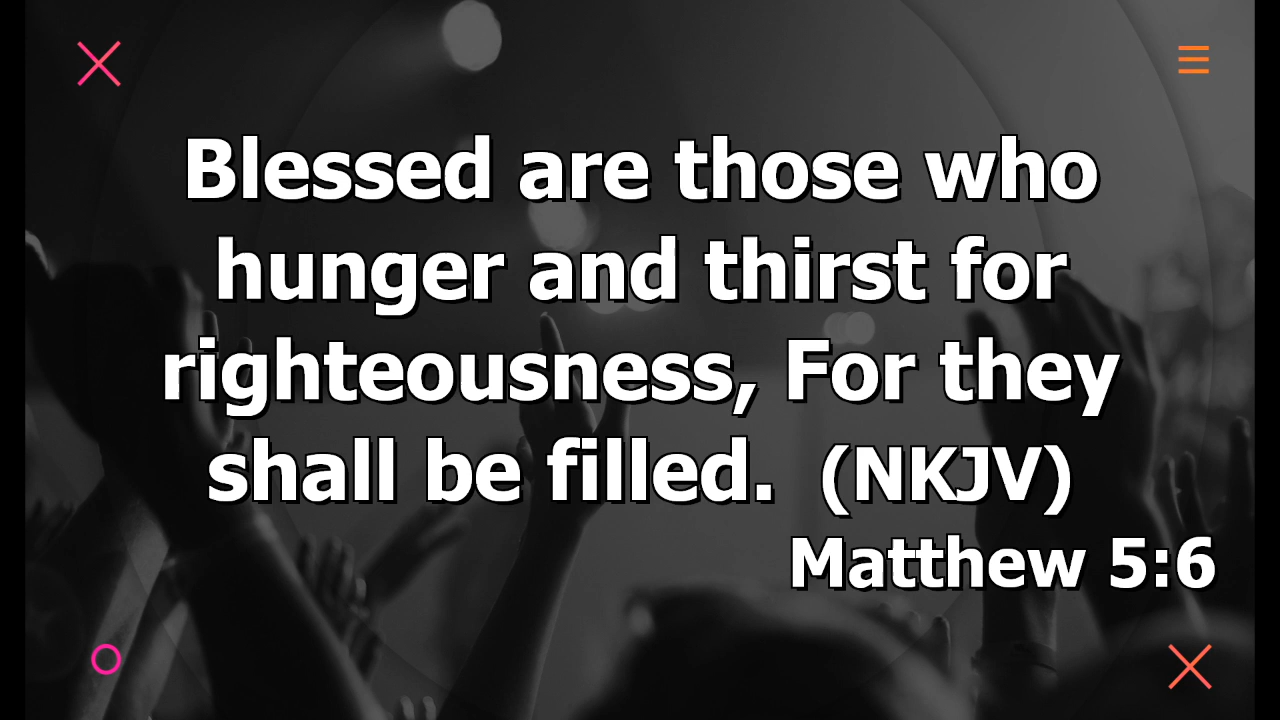 Blessed are those who
hunger and thirst for
righteousness, For they
shall be filled. (NKJV)
Matthew 5:6